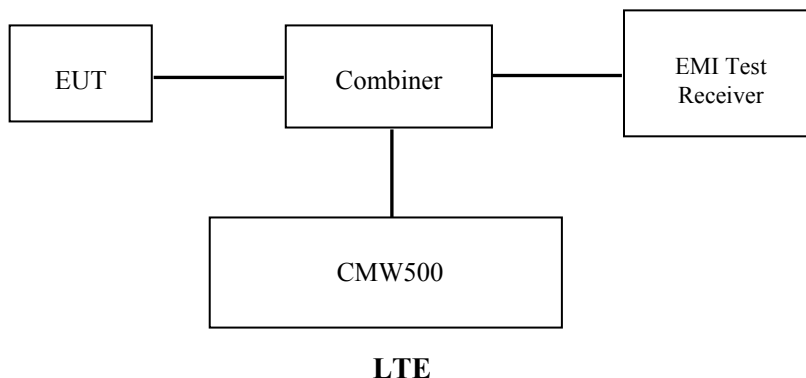 EUT
Combiner
EMI Test
Receiver
CMW500
LTE